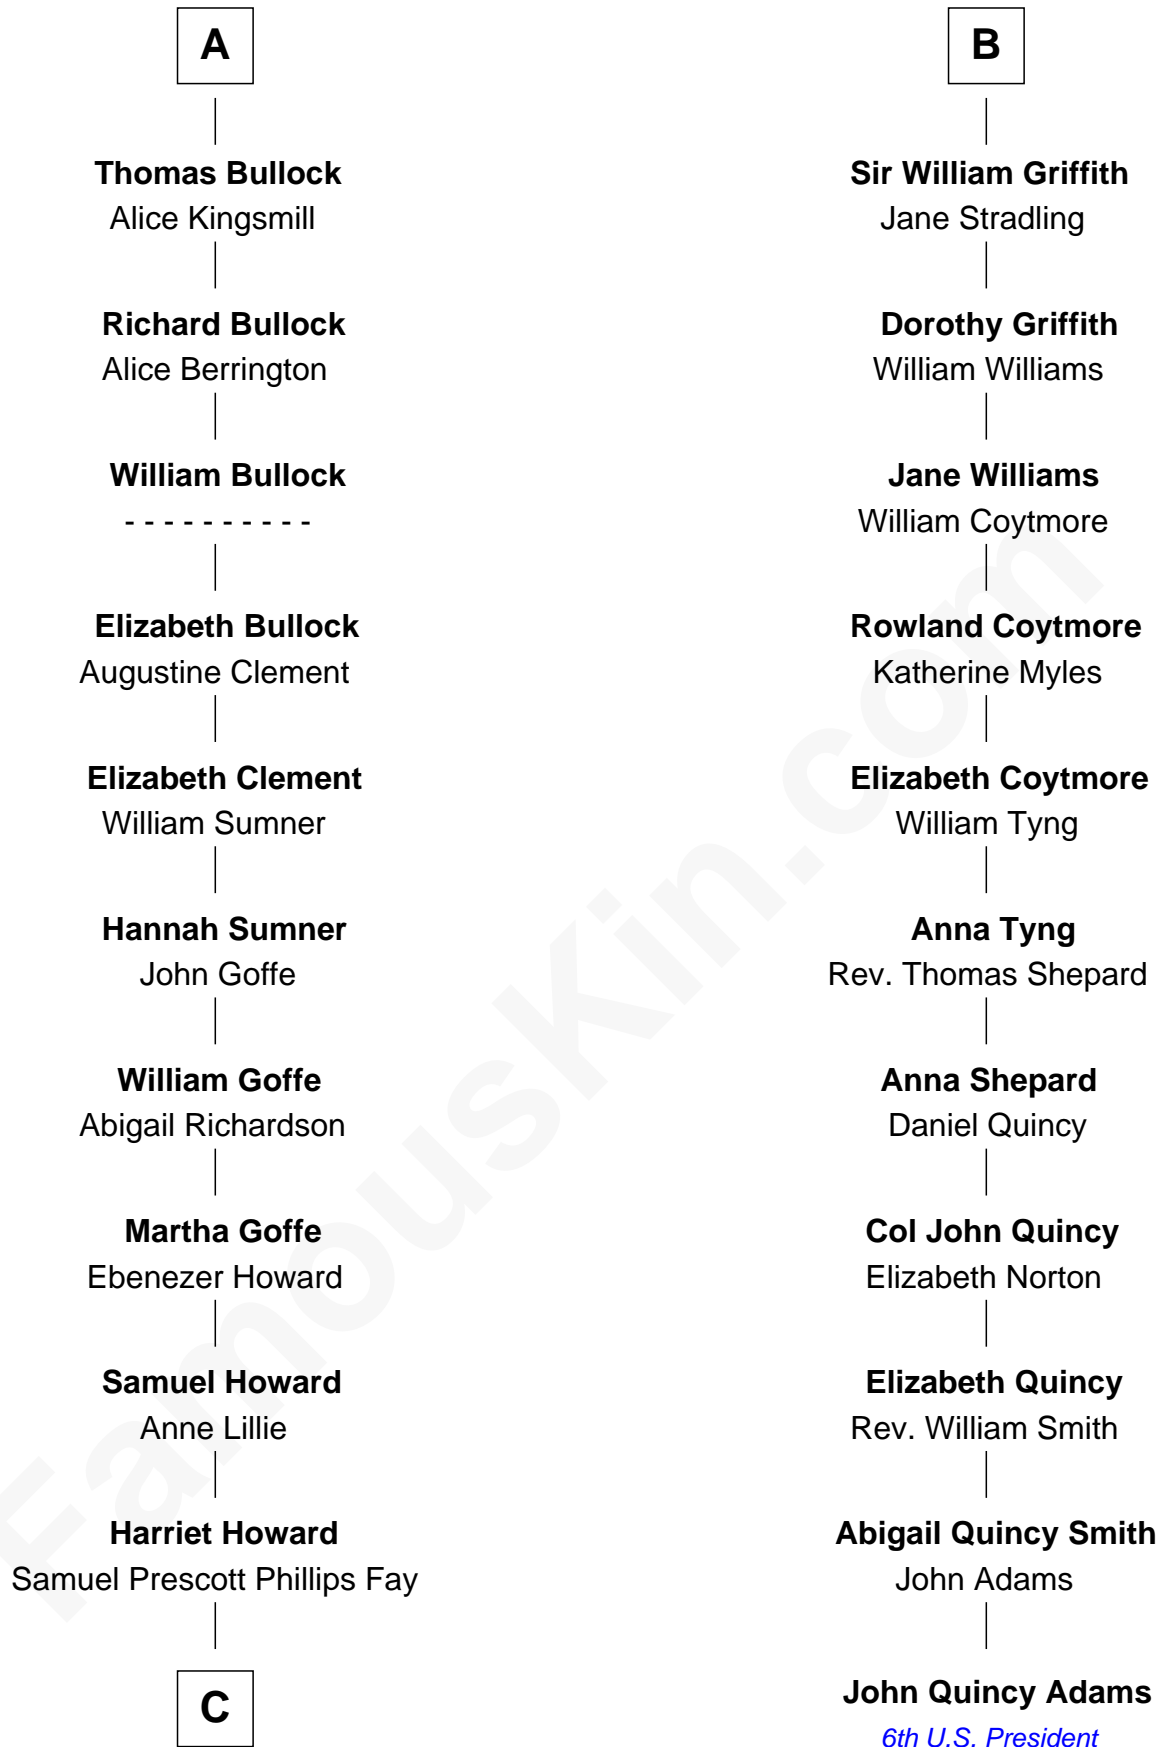 A
Thomas Bullock
Alice Kingsmill
Richard Bullock
Alice Berrington
William Bullock
- - - - - - - - - -
Elizabeth Bullock
Augustine Clement
Elizabeth Clement
William Sumner
Hannah Sumner
John Goffe
William Goffe
Abigail Richardson
Martha Goffe
Ebenezer Howard
Samuel Howard
Anne Lillie
Harriet Howard
Samuel Prescott Phillips Fay
C
B
Sir William Griffith
Jane Stradling
Dorothy Griffith
William Williams
Jane Williams
William Coytmore
Rowland Coytmore
Katherine Myles
Elizabeth Coytmore
William Tyng
Anna Tyng
Rev. Thomas Shepard
Anna Shepard
Daniel Quincy
Col John Quincy
Elizabeth Norton
Elizabeth Quincy
Rev. William Smith
Abigail Quincy Smith
John Adams
John Quincy Adams
6th U.S. President
FamousKin.com